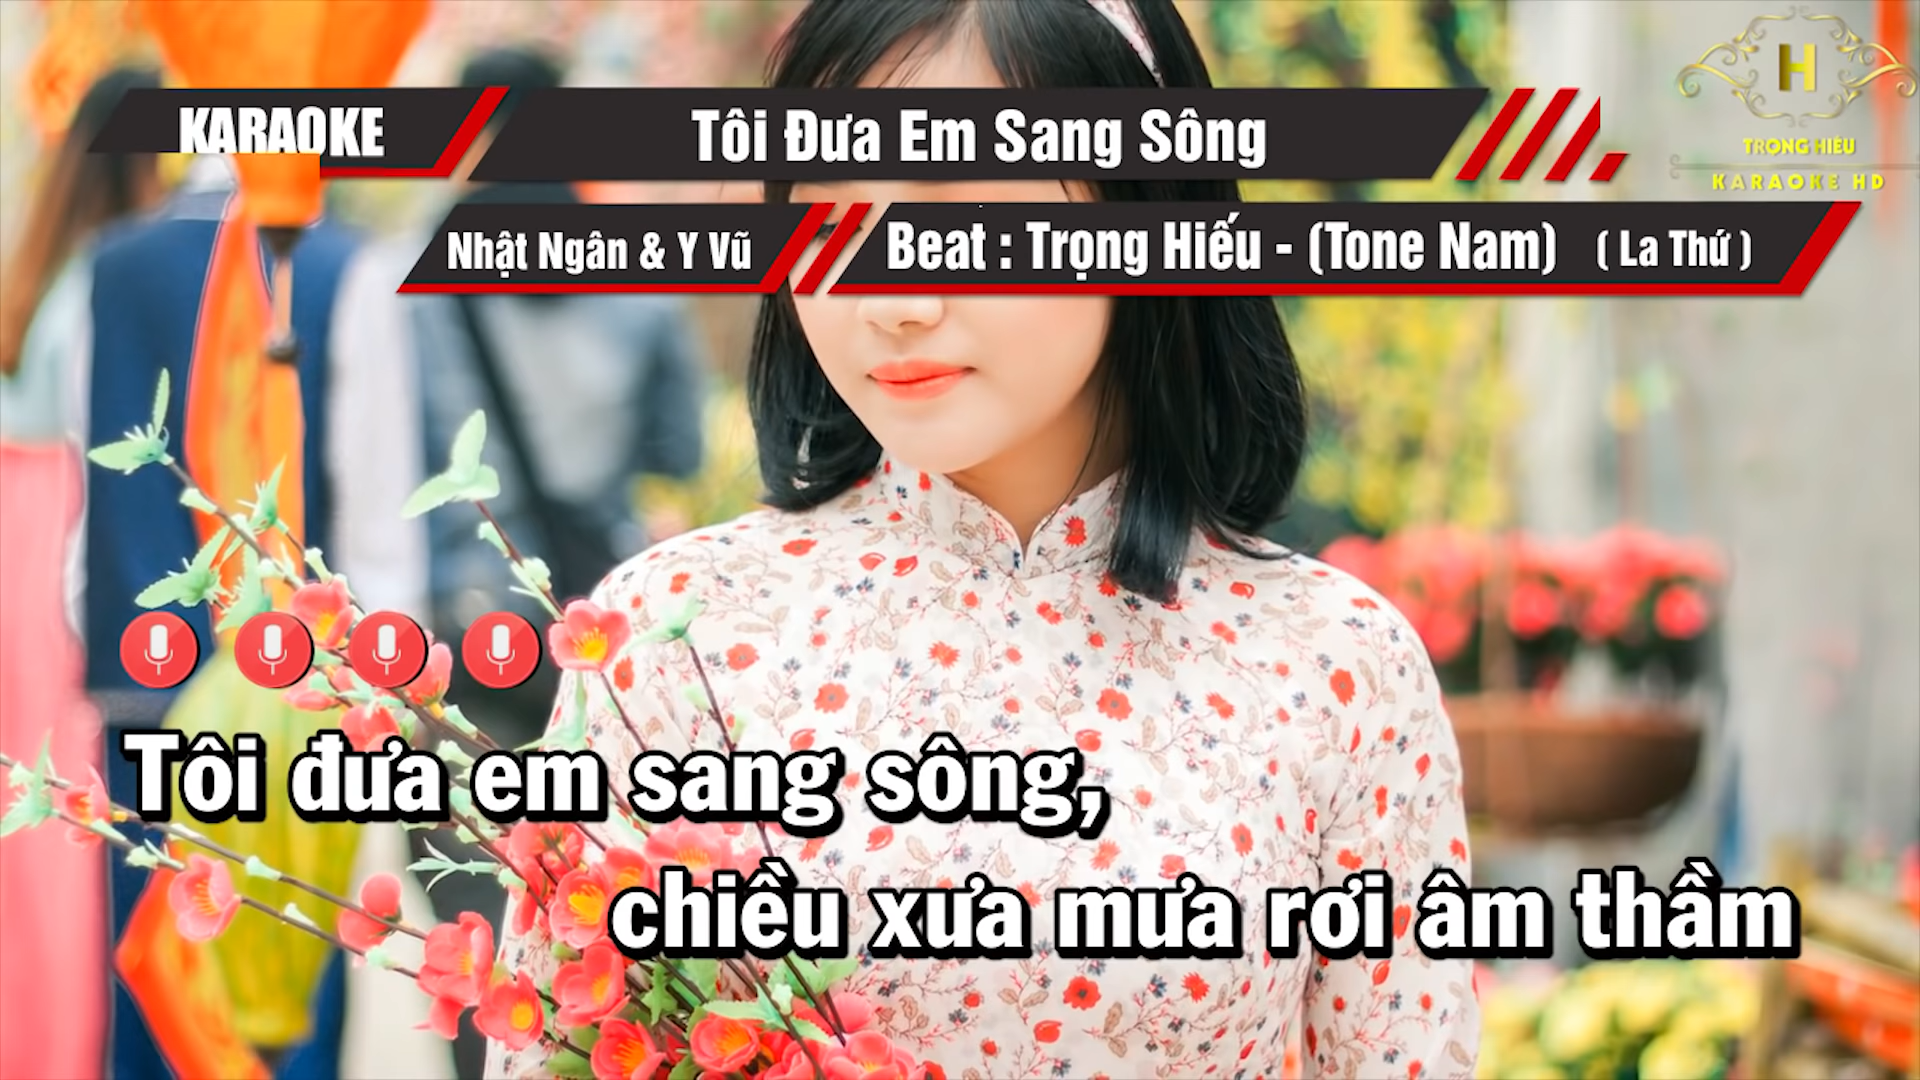 KARAOKE
Tôi Đưa Em Sang Sông
H
TRỌNG HIẾU
KARAOKE HD
Nhật Ngân & Y Vũ
Beat : Trọng Hiếu - (Tone Nam) ( La Thứ )
Tôi đưa em sang sông,
chiều xưa mưa rơi âm thầm